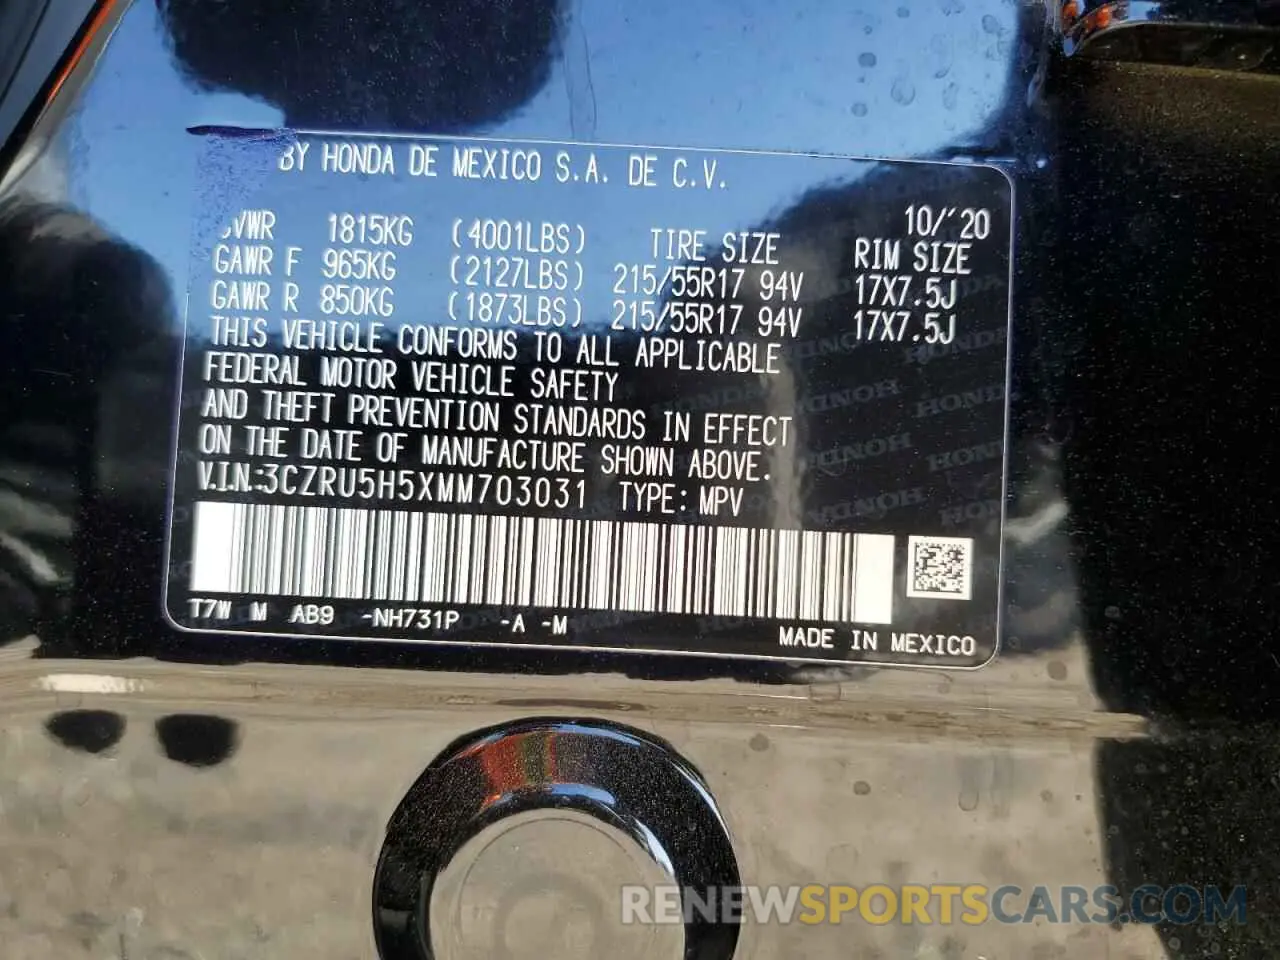 BY HONDA DE MEXICO S.A. DE C.V.
10/'20
GVWR 1815KG (4001LBS) TIRE SIZE RIM SIZE
GAWR F 965KG (2127LBS) 215/55R17 94V 17X7.5J
GAWR R 850KG (1873LBS) 215/55R17 94V 17X7.5J
THIS VEHICLE CONFORMS TO ALL APPLICABLE
FEDERAL MOTOR VEHICLE SAFETY
AND THEFT PREVENTION STANDARDS IN EFFECT
ON THE DATE OF MANUFACTURE SHOWN ABOVE.
V.I.N.:3CZRU5H5XMM703031 TYPE: MPV
T7W M AB9 -NH731P -A -M
MADE IN MEXICO
RENEWSPORTSCARS.COM